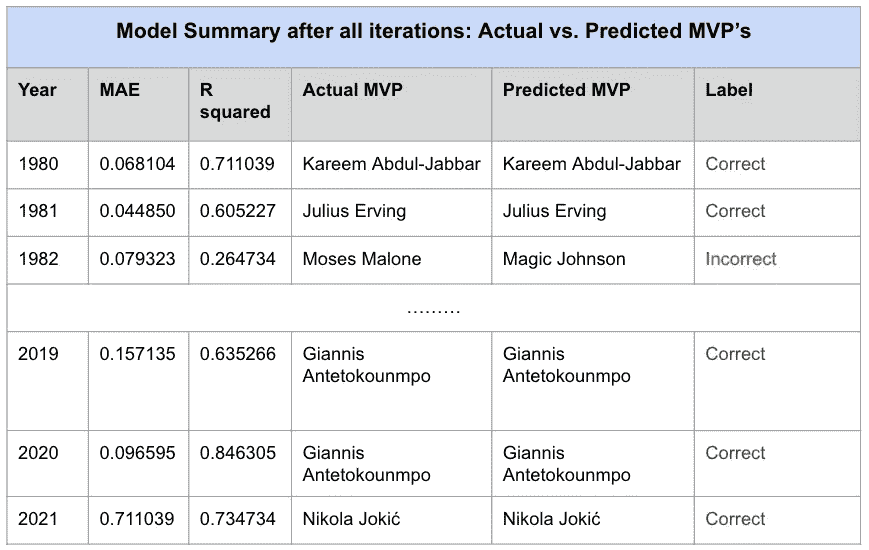 Model Summary after all iterations: Actual vs. Predicted MVP’s
Year MAE R squared Actual MVP Predicted MVP Label
1980 0.068104 0.711039 Kareem Abdul-Jabbar Kareem Abdul-Jabbar Correct
1981 0.044850 0.605227 Julius Erving Julius Erving Correct
1982 0.079323 0.264734 Moses Malone Magic Johnson Incorrect
………
2019 0.157135 0.635266 Giannis Antetokounmpo Giannis Antetokounmpo Correct
2020 0.096595 0.846305 Giannis Antetokounmpo Giannis Antetokounmpo Correct
2021 0.711039 0.734734 Nikola Jokić Nikola Jokić Correct